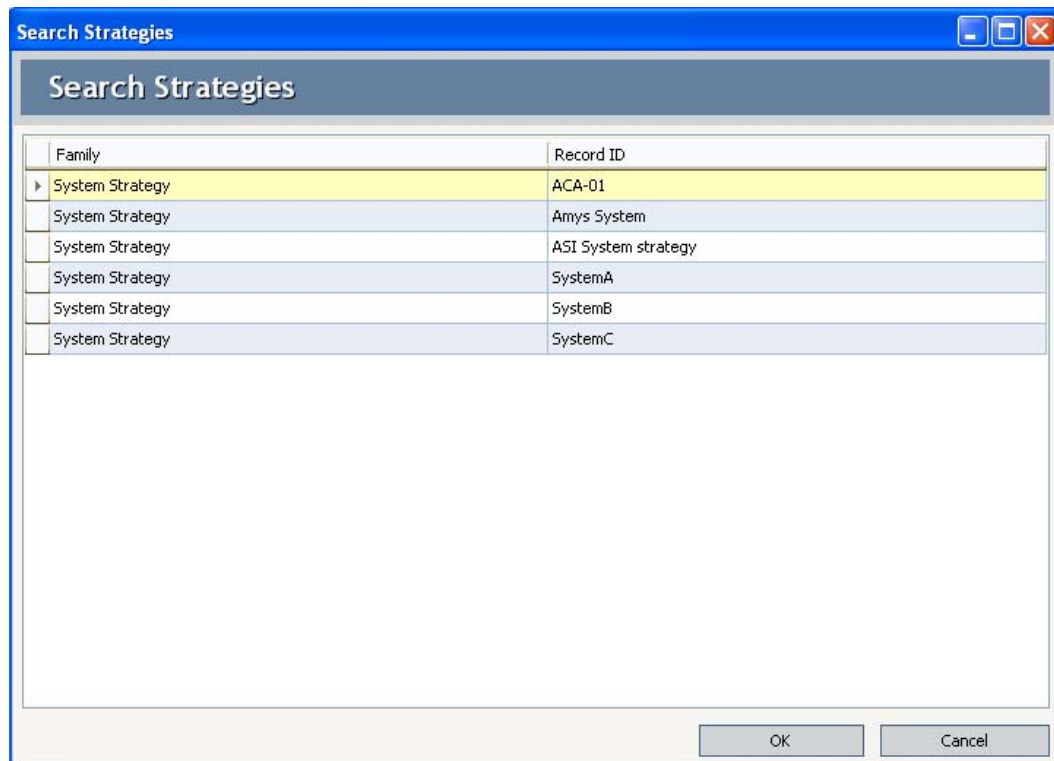 Search Strategies
Search Strategies
Family Record ID
System Strategy ACA-01
System Strategy Amys System
System Strategy ASI System strategy
System Strategy SystemA
System Strategy SystemB
System Strategy SystemC
OK Cancel